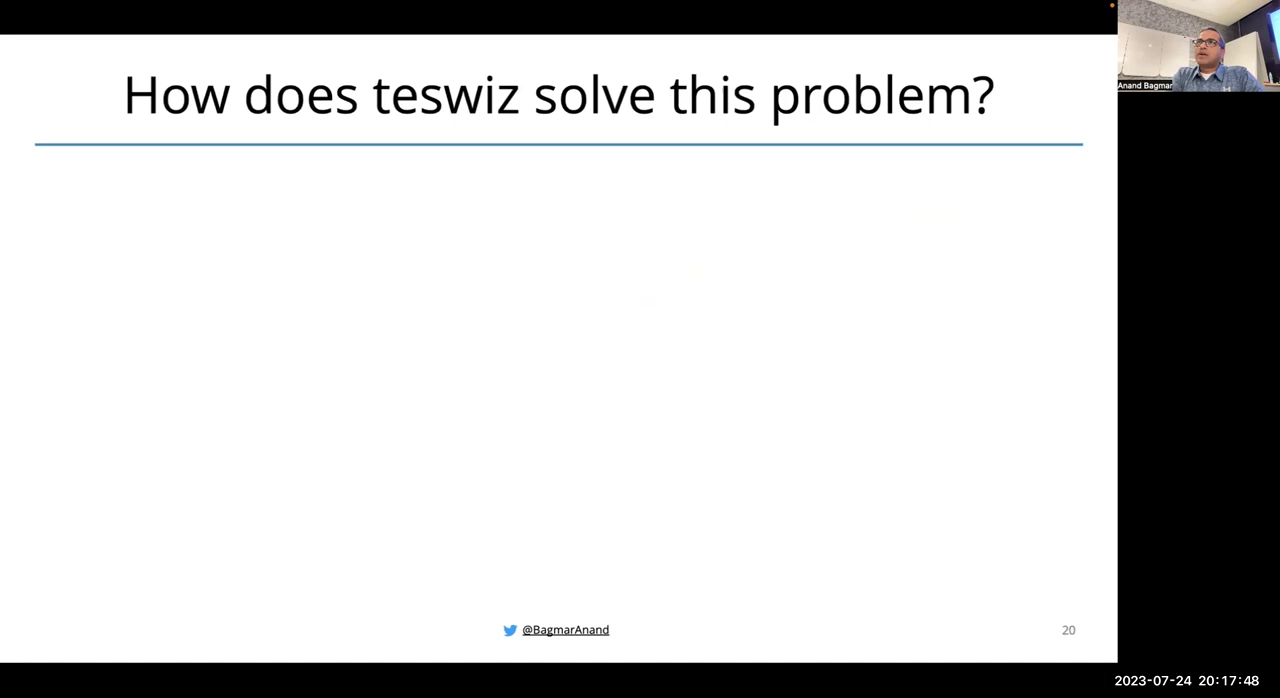 How does teswiz solve this problem?
Anand Bagmar
@BagmarAnand
20
2023-07-24 20:17:48